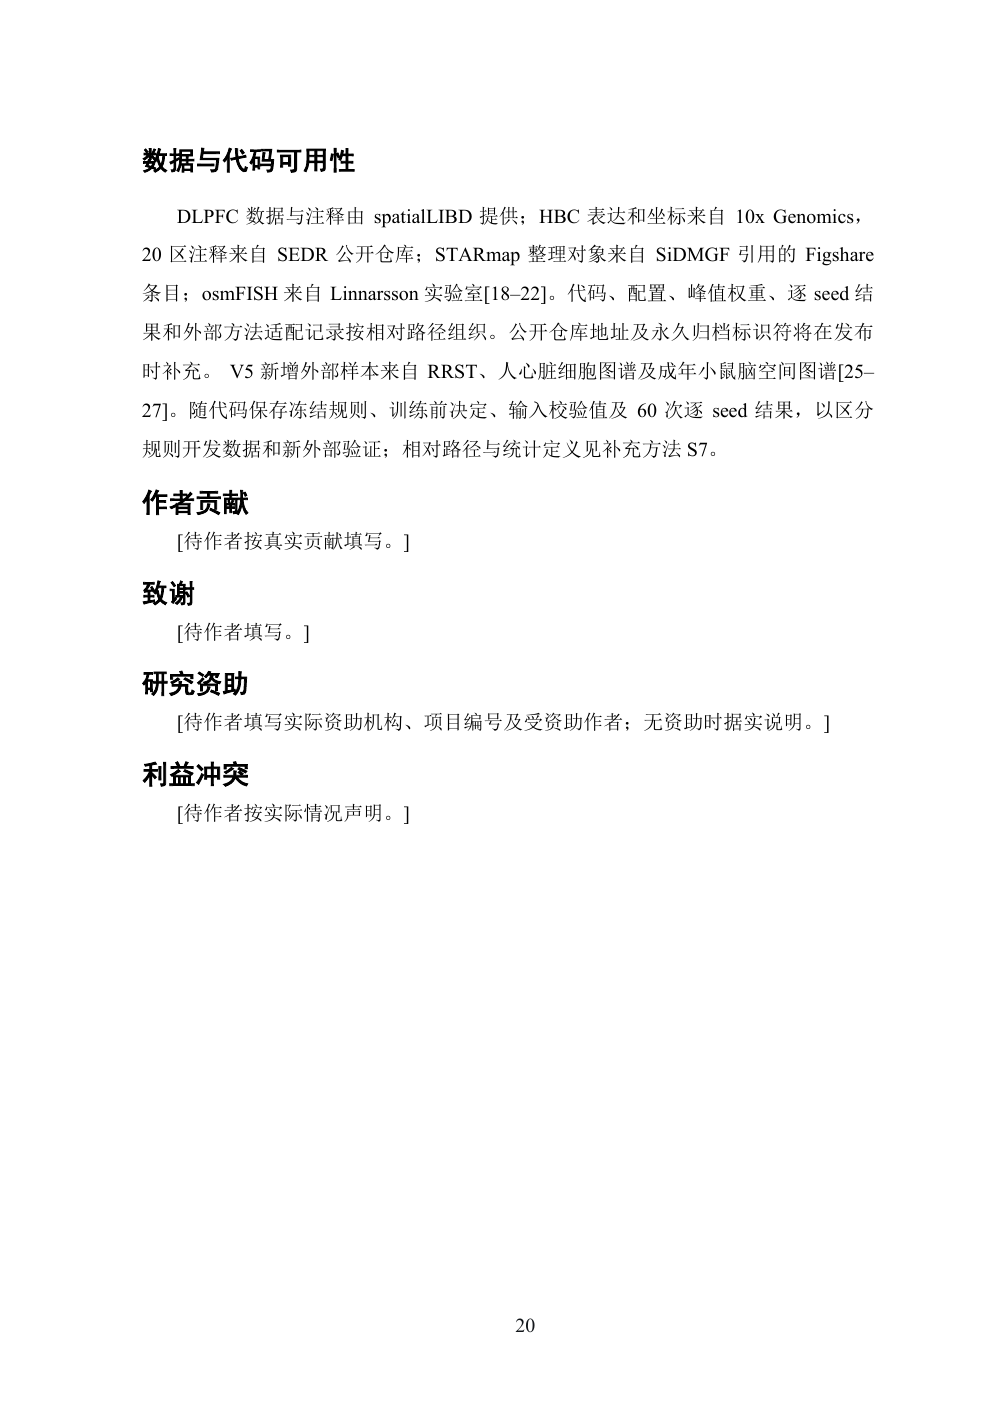 数据与代码可用性
DLPFC 数据与注释由 spatialLIBD 提供；HBC 表达和坐标来自 10x Genomics，
20 区注释来自 SEDR 公开仓库；STARmap 整理对象来自 SiDMGF 引用的 Figshare
条目；osmFISH 来自 Linnarsson 实验室[18–22]。代码、配置、峰值权重、逐 seed 结
果和外部方法适配记录按相对路径组织。公开仓库地址及永久归档标识符将在发布
时补充。 V5 新增外部样本来自 RRST、人心脏细胞图谱及成年小鼠脑空间图谱[25–
27]。随代码保存冻结规则、训练前决定、输入校验值及 60 次逐 seed 结果，以区分
规则开发数据和新外部验证；相对路径与统计定义见补充方法 S7。
作者贡献
[待作者按真实贡献填写。]
致谢
[待作者填写。]
研究资助
[待作者填写实际资助机构、项目编号及受资助作者；无资助时据实说明。]
利益冲突
[待作者按实际情况声明。]
20